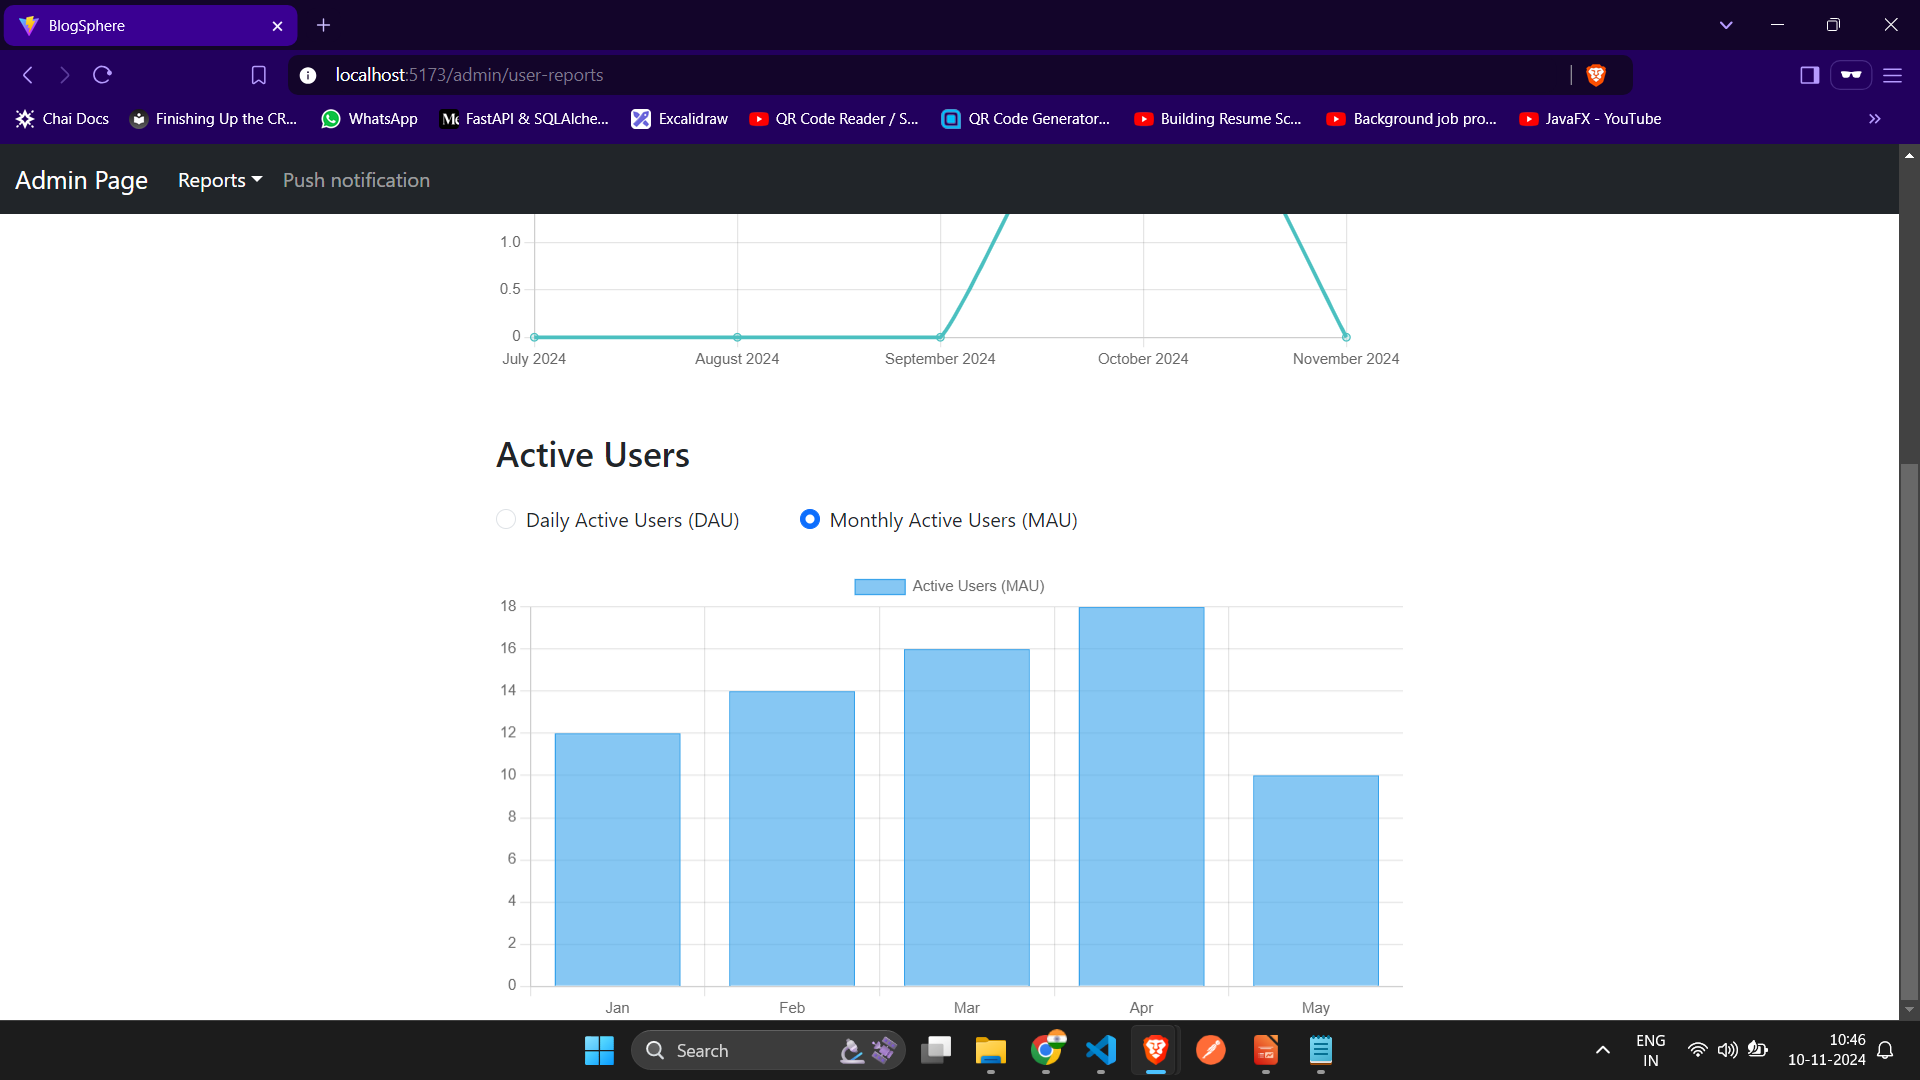 BlogSphere
localhost:5173/admin/user-reports
Chai Docs
Finishing Up the CR...
WhatsApp
FastAPI & SQLAlche...
Excalidraw
QR Code Reader / S...
QR Code Generator...
Building Resume Sc...
Background job pro...
JavaFX - YouTube
Admin Page
Reports
Push notification
1.0
0.5
0
July 2024
August 2024
September 2024
October 2024
November 2024
Active Users
Daily Active Users (DAU)
Monthly Active Users (MAU)
Active Users (MAU)
18
16
14
12
10
8
6
4
2
0
Jan
Feb
Mar
Apr
May
Search
ENG
IN
10:46
10-11-2024